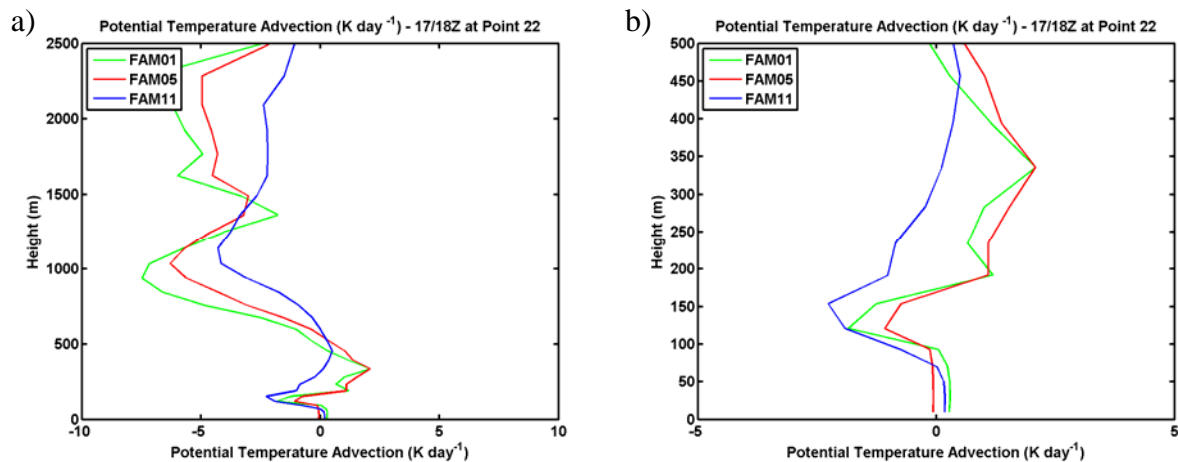 a)
Potential Temperature Advection (K day -1) - 17/18Z at Point 22
2500
2000
1500
1000
500
0
Height (m)
FAM01
FAM05
FAM11
-10
-5
0
5
10
Potential Temperature Advection (K day-1)
b)
Potential Temperature Advection (K day -1) - 17/18Z at Point 22
500
450
400
350
300
250
200
150
100
50
0
Height (m)
FAM01
FAM05
FAM11
-5
0
5
Potential Temperature Advection (K day-1)